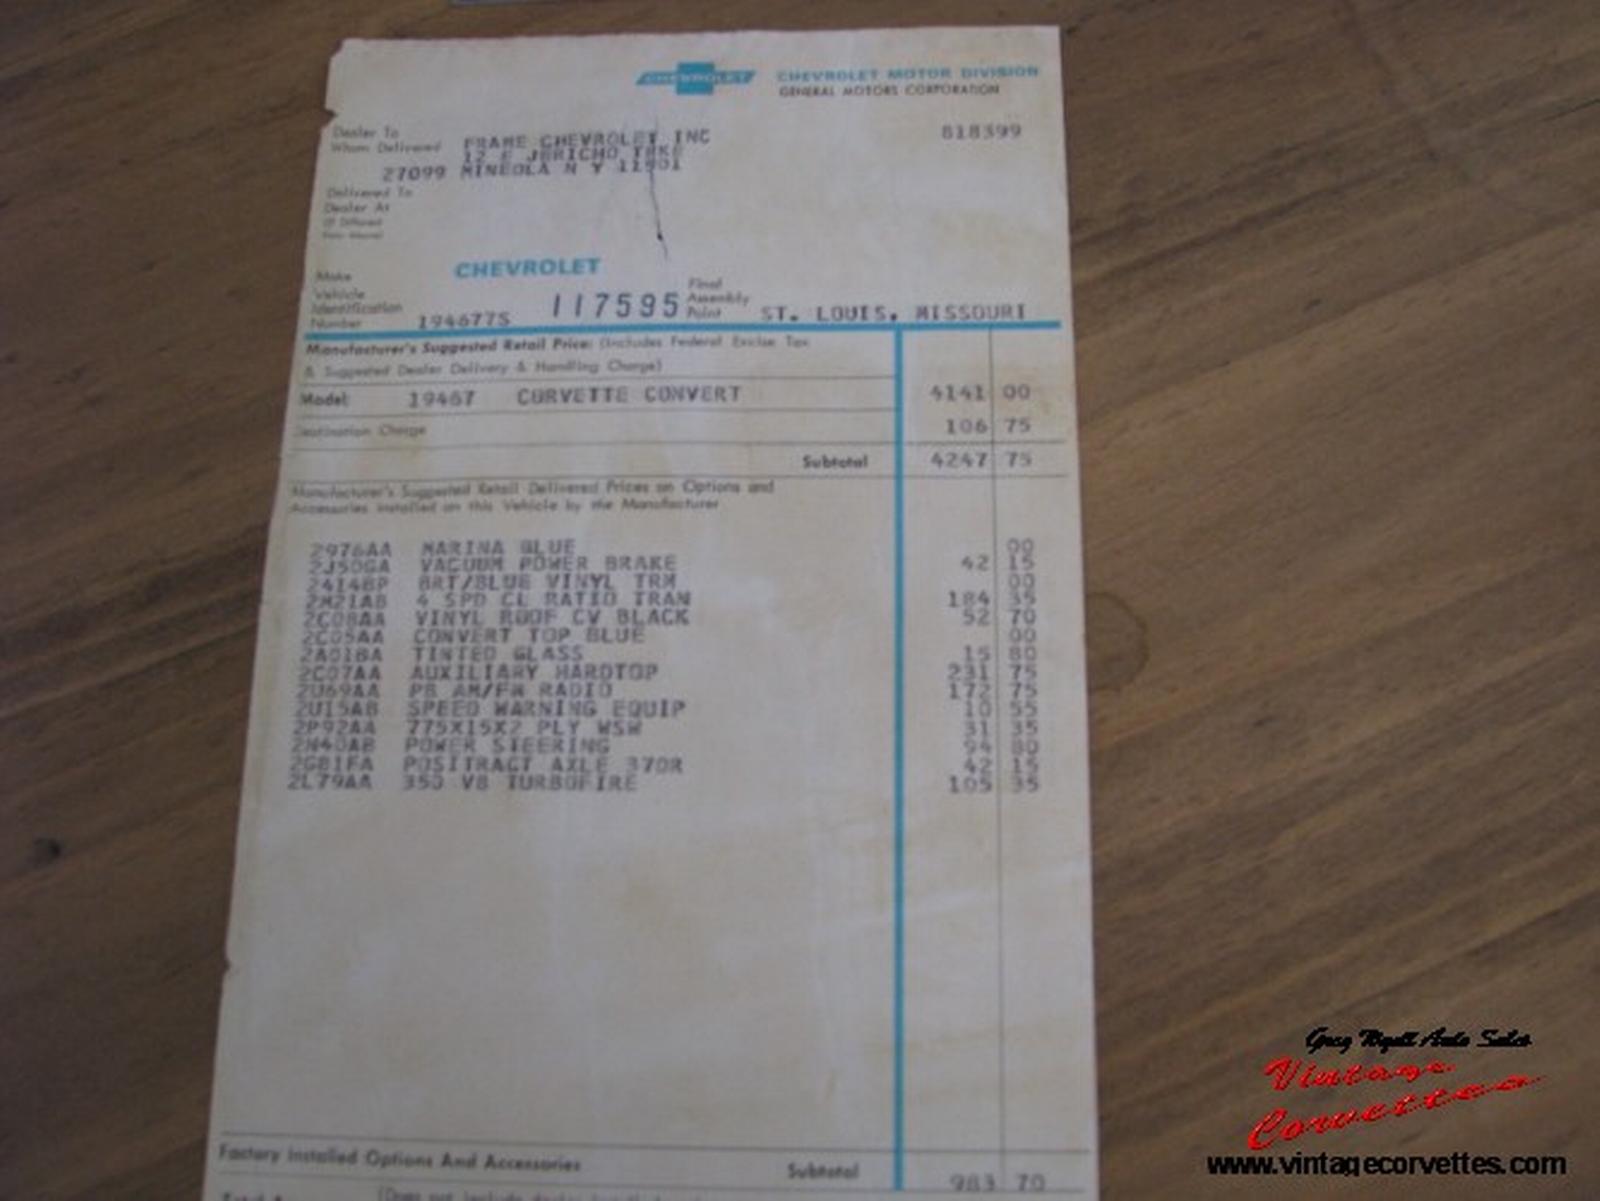 CHEVROLET CHEVROLET MOTOR DIVISION
GENERAL MOTORS CORPORATION
Dealer To
Whom Delivered FRAME CHEVROLET INC 818399
12 E JERICHO TPKE
27099 MINEOLA N Y 11501
Delivered To
Dealer At
Make CHEVROLET
Vehicle Identification Number 194677S 117595 Final Assembly Point ST. LOUIS, MISSOURI
Manufacturer's Suggested Retail Price: (Includes Federal Excise Tax
& Suggested Dealer Delivery & Handling Charge)
Model: 19467 CORVETTE CONVERT 4141 00
Destination Charge 106 75
Subtotal 4247 75
Manufacturer's Suggested Retail Delivered Prices on Options and
Accessories Installed on this Vehicle by the Manufacturer
2976AA MARINA BLUE 00
2J50GA VACUUM POWER BRAKE 42 15
2414BP BRT/BLUE VINYL TRM 00
2M21AB 4 SPD CL RATIO TRAN 184 35
2C08AA VINYL ROOF CV BLACK 52 70
2C05AA CONVERT TOP BLUE 00
2A01BA TINTED GLASS 15 80
2C07AA AUXILIARY HARDTOP 231 75
2U69AA PB AM/FM RADIO 172 75
2U15AB SPEED WARNING EQUIP 10 55
2P92AA 775X15X2 PLY WSW 31 35
2N40AB POWER STEERING 94 80
2G81FA POSITRACT AXLE 370R 42 15
2L79AA 350 V8 TURBOFIRE 105 35
Factory Installed Options And Accessories Subtotal 983 70
Auto Sales
Vintage
Corvettes
www.vintagecorvettes.com